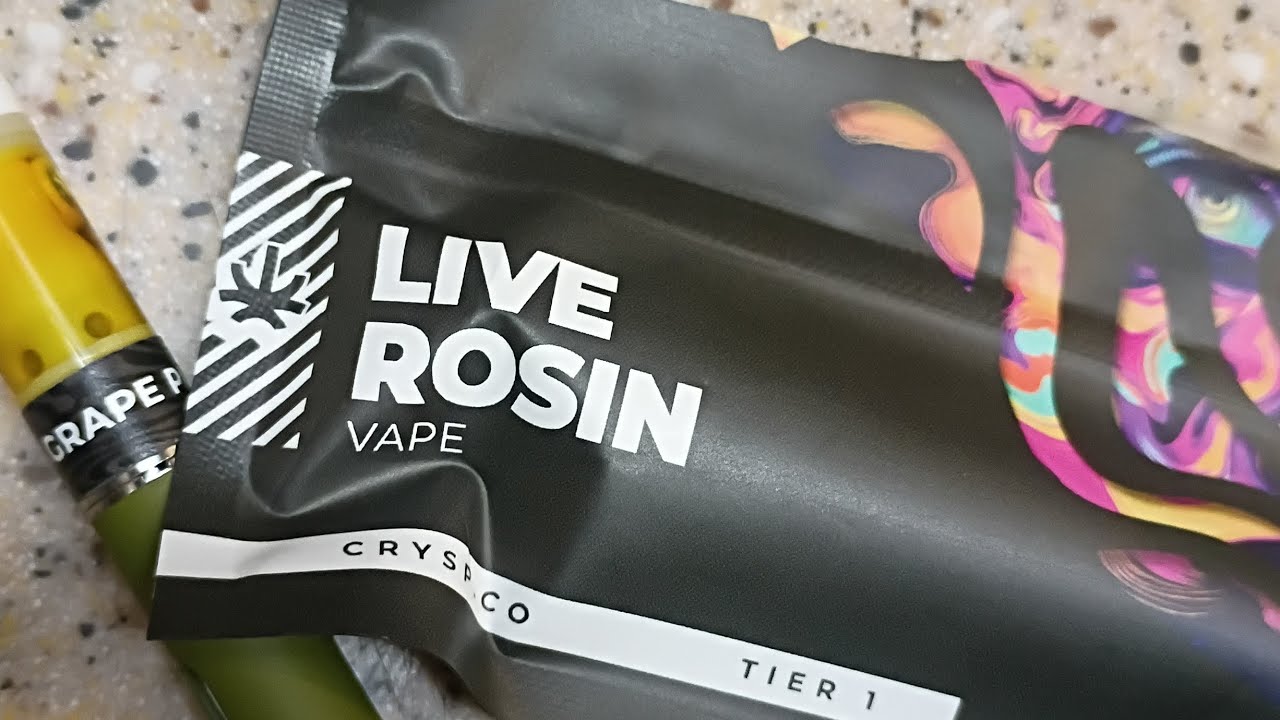 LIVE
ROSIN
VAPE
CRYSP.CO
TIER 1
GRAPE